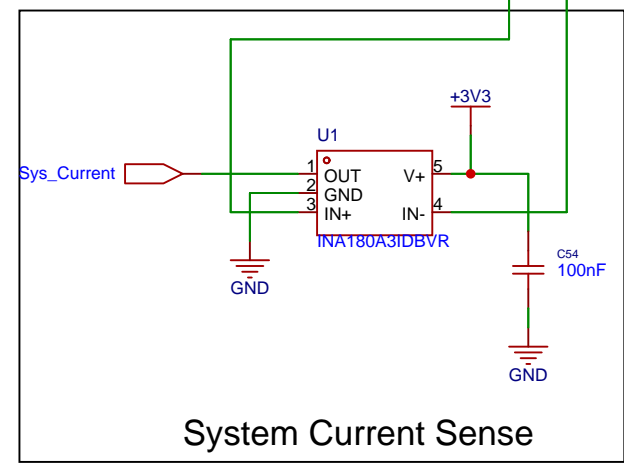 +3V3
U1
Sys_Current
1 OUT V+ 5
2 GND
3 IN+ IN- 4
INA180A3IDBVR
C54
100nF
GND
GND
System Current Sense